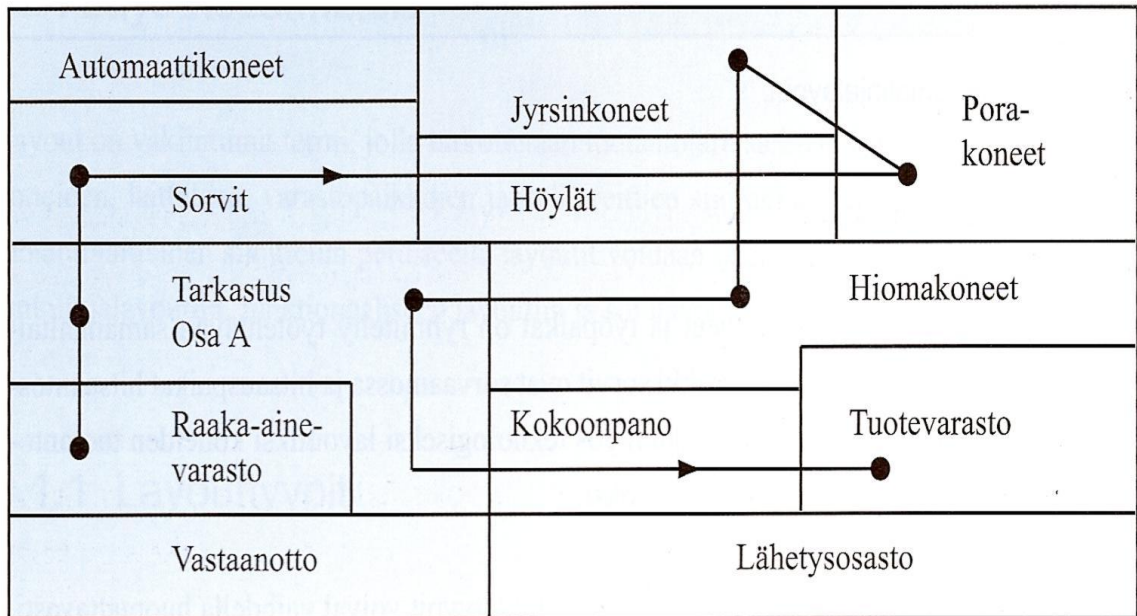 Automaattikoneet
Jyrsinkoneet
Pora-
koneet
Sorvit
Höylät
Tarkastus
Osa A
Hiomakoneet
Raaka-aine-
varasto
Kokoonpano
Tuotevarasto
Vastaanotto
Lähetysosasto